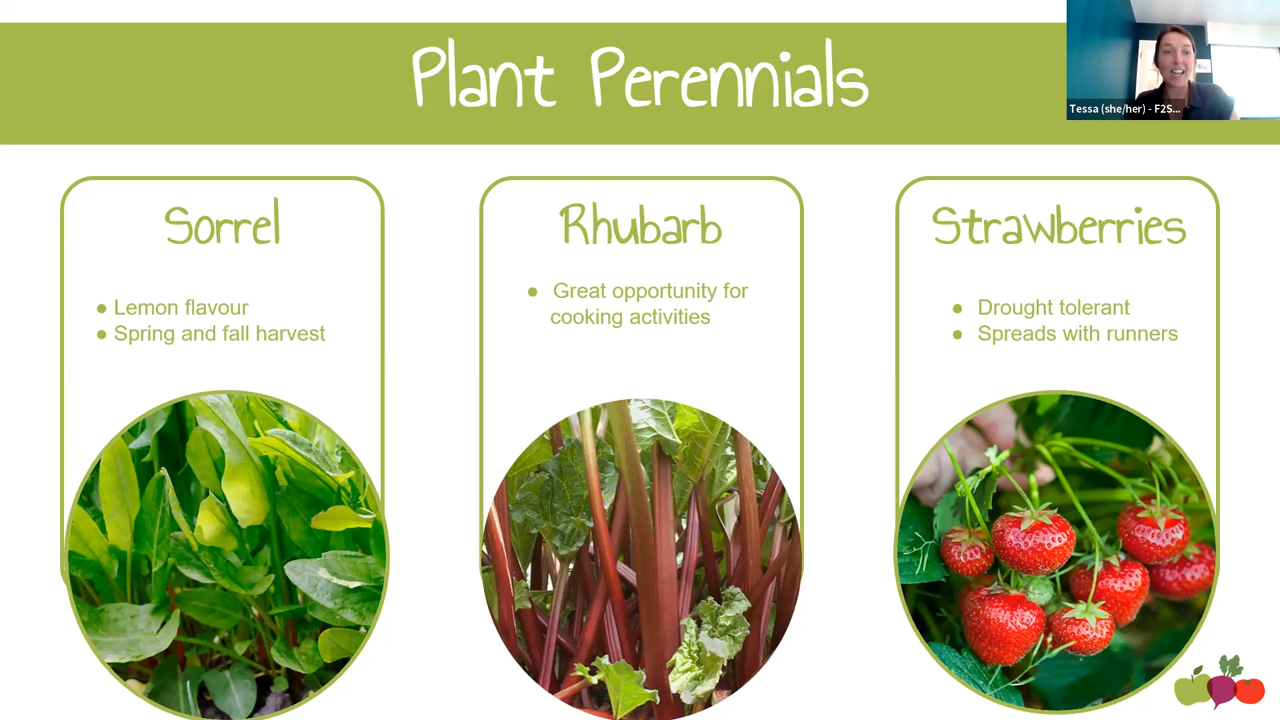 Plant Perennials
Tessa (she/her) - F2S...
Sorrel
● Lemon flavour
● Spring and fall harvest
Rhubarb
● Great opportunity for
cooking activities
Strawberries
● Drought tolerant
● Spreads with runners